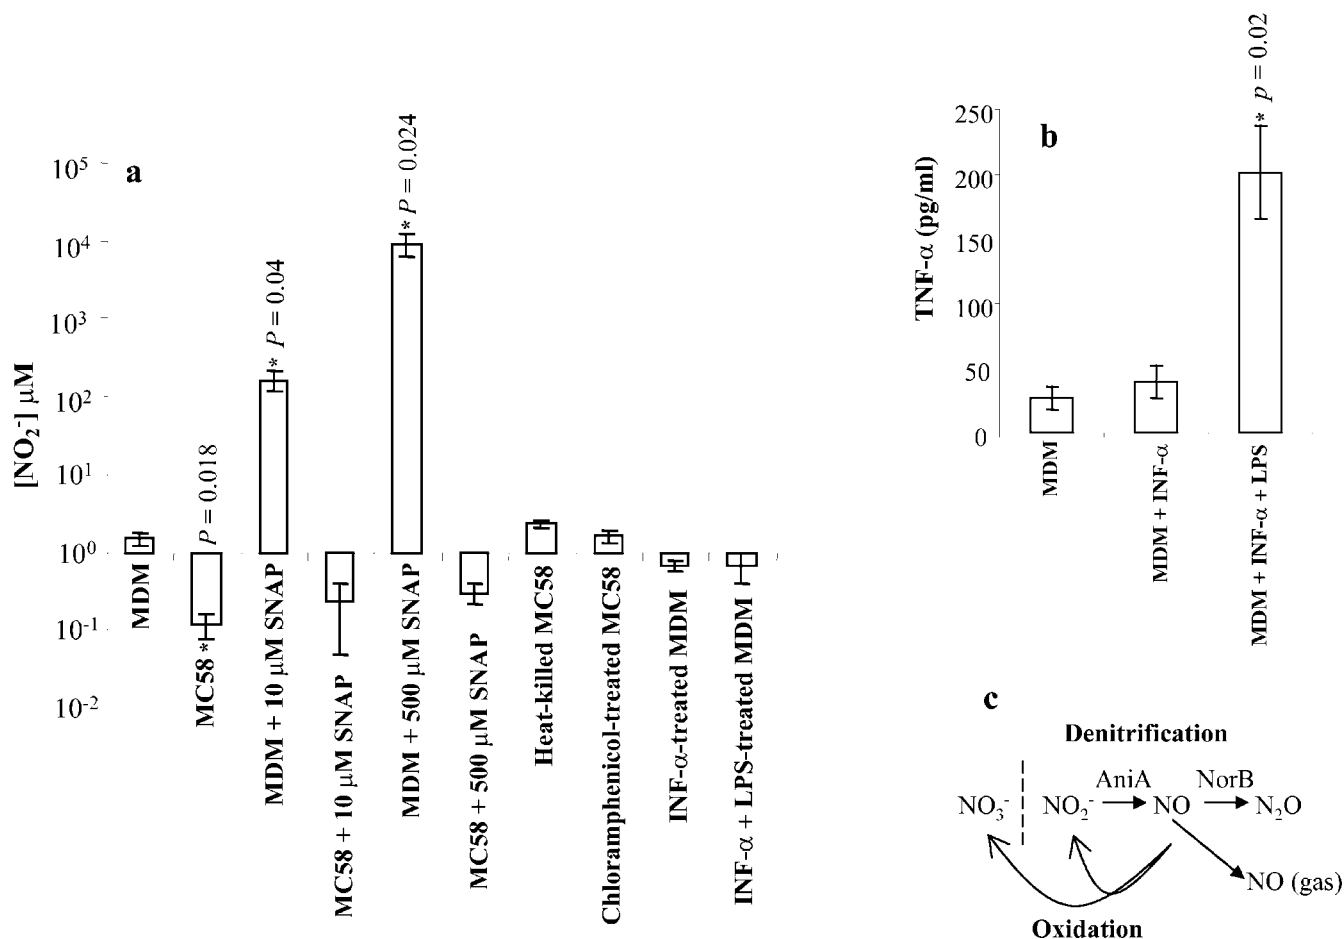 a
[NO₂⁻] µM
10⁵
10⁴
10³
10²
10¹
10⁰
10⁻¹
10⁻²
P = 0.018
* P = 0.04
* P = 0.024
MDM
MC58 *
MDM + 10 µM SNAP
MC58 + 10 µM SNAP
MDM + 500 µM SNAP
MC58 + 500 µM SNAP
Heat-killed MC58
Chloramphenicol-treated MC58
INF-α-treated MDM
INF-α + LPS-treated MDM
b
TNF-α (pg/ml)
250
200
150
100
50
0
* p = 0.02
MDM
MDM + INF-α
MDM + INF-α + LPS
c
Denitrification
AniA NorB
NO₃⁻ NO₂⁻ NO N₂O
NO (gas)
Oxidation